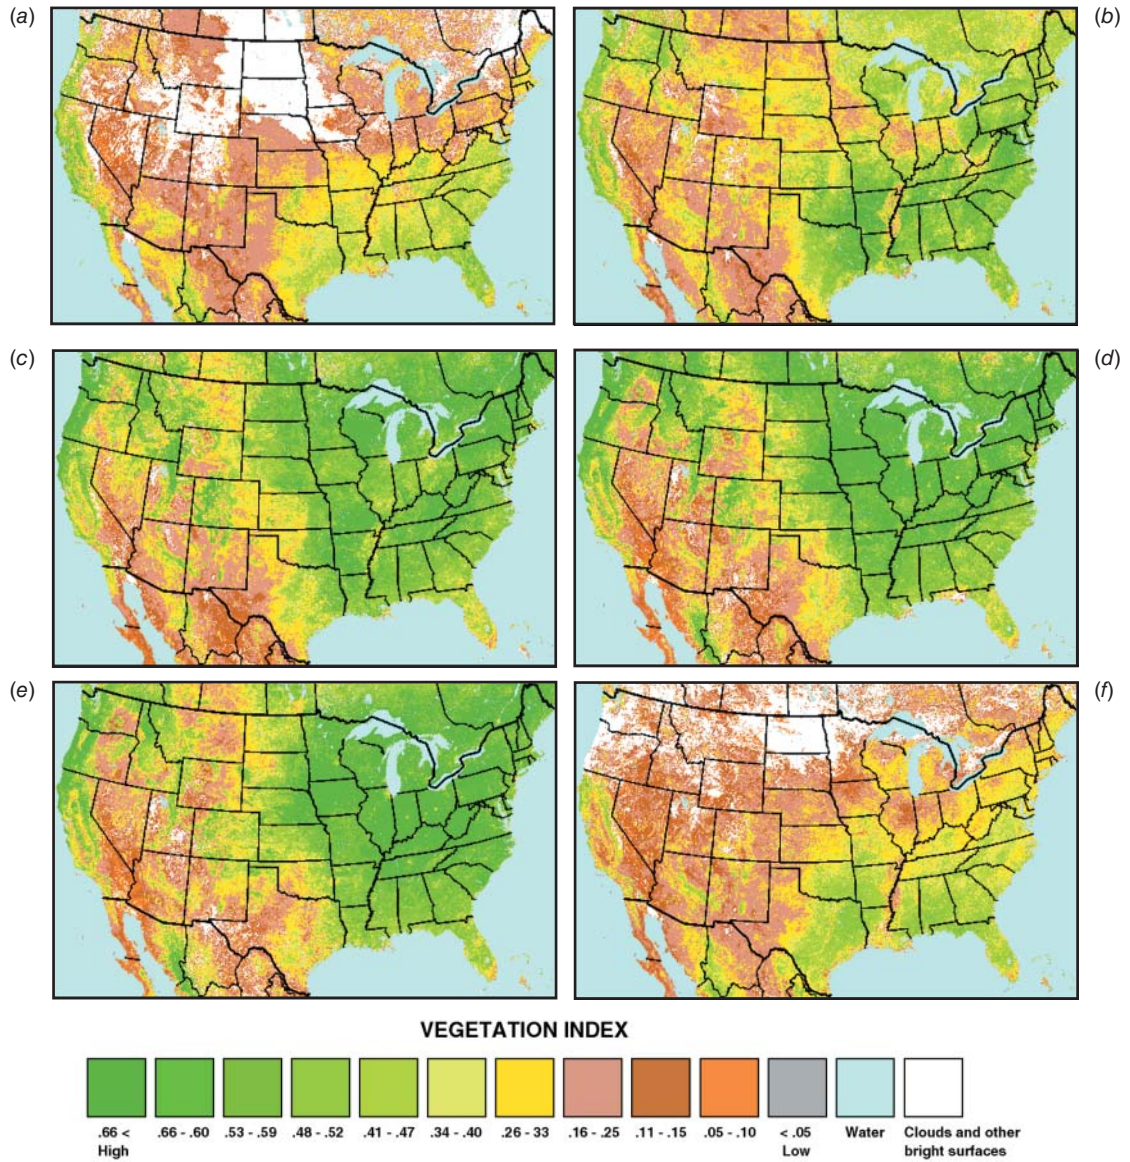 (a)
(b)
(c)
(d)
(e)
(f)
VEGETATION INDEX
.66 < .66 - .60 .53 - .59 .48 - .52 .41 - .47 .34 - .40 .26 - 33 .16 - .25 .11 - .15 .05 - .10 < .05 Water Clouds and other
High Low bright surfaces